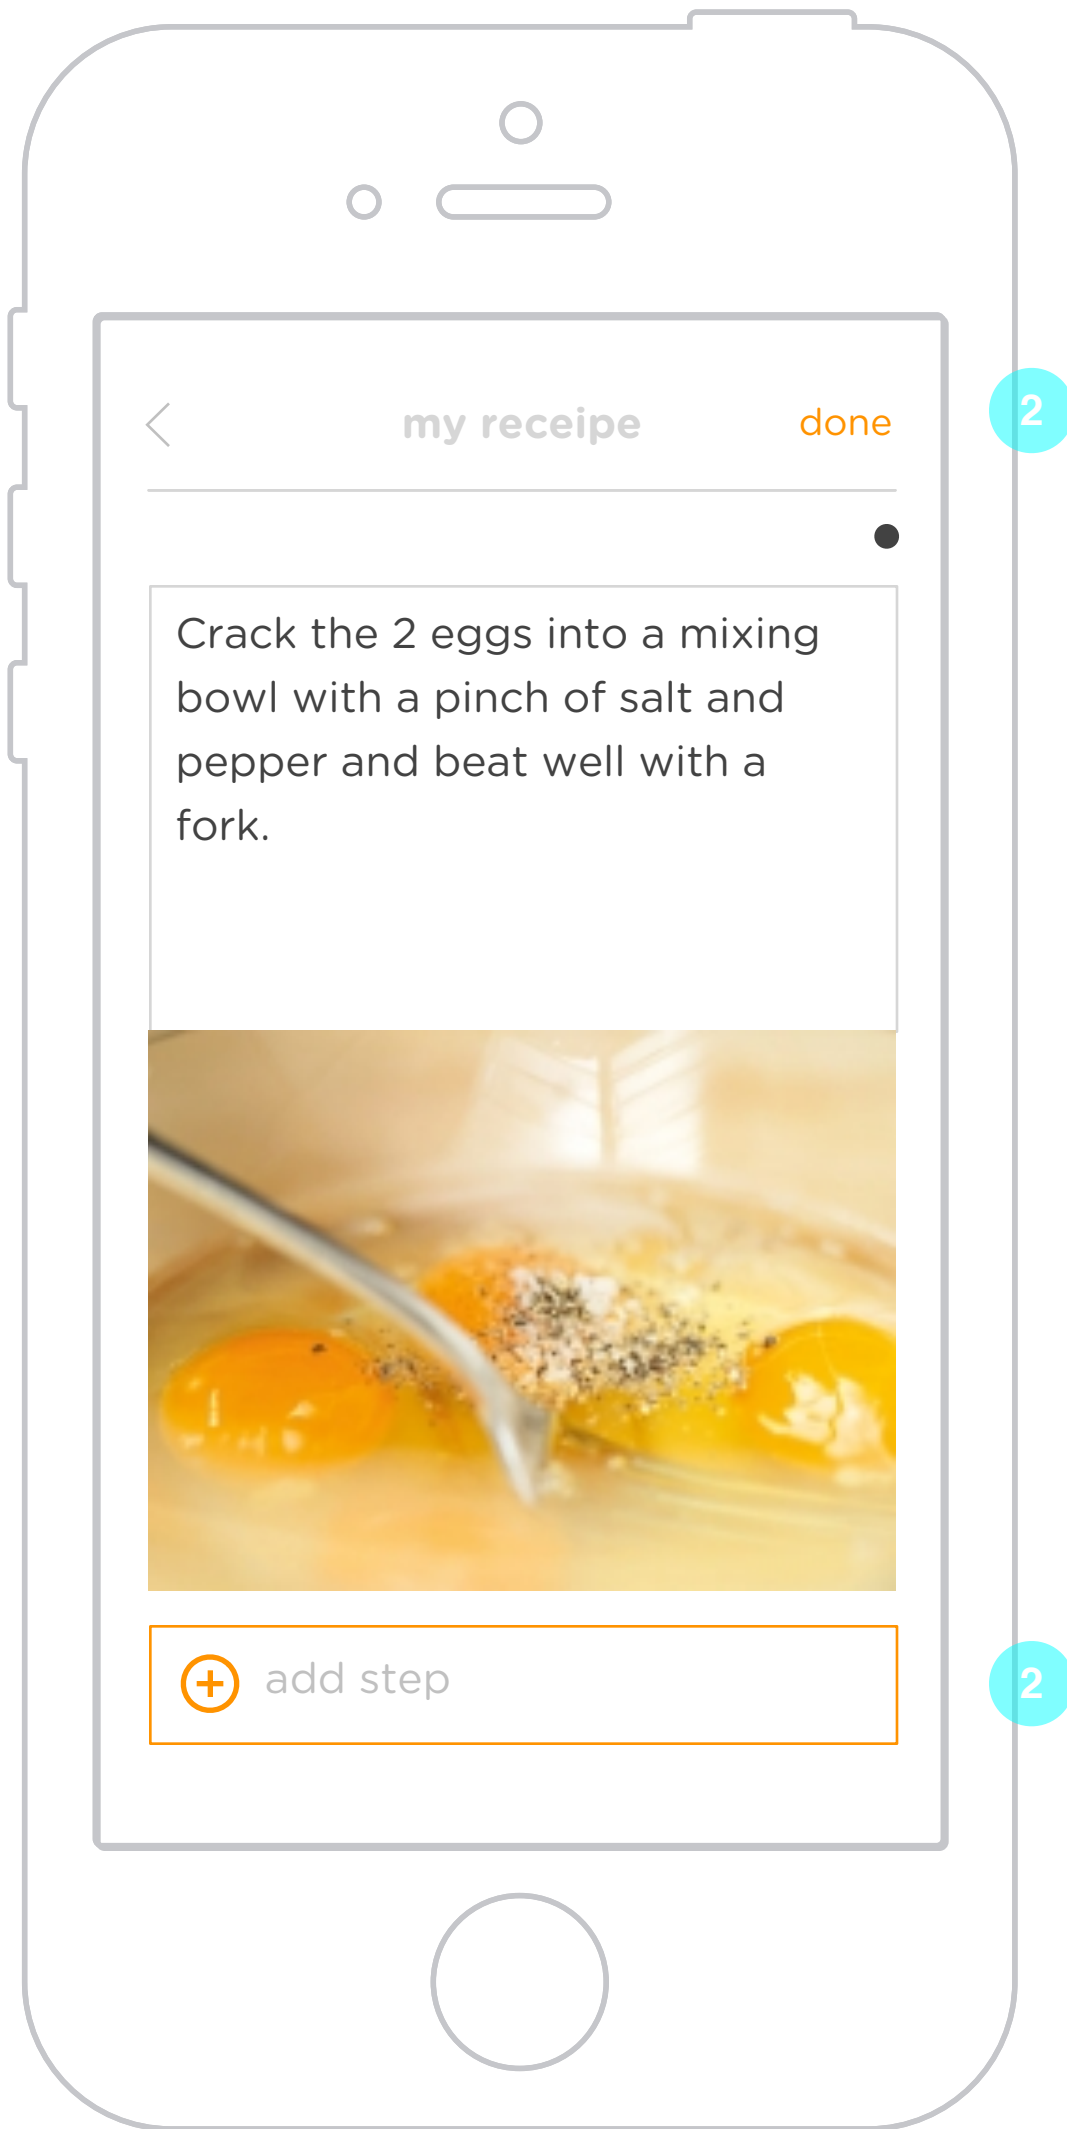 my receipe
done
2
Crack the 2 eggs into a mixing
bowl with a pinch of salt and
pepper and beat well with a
fork.
add step
2